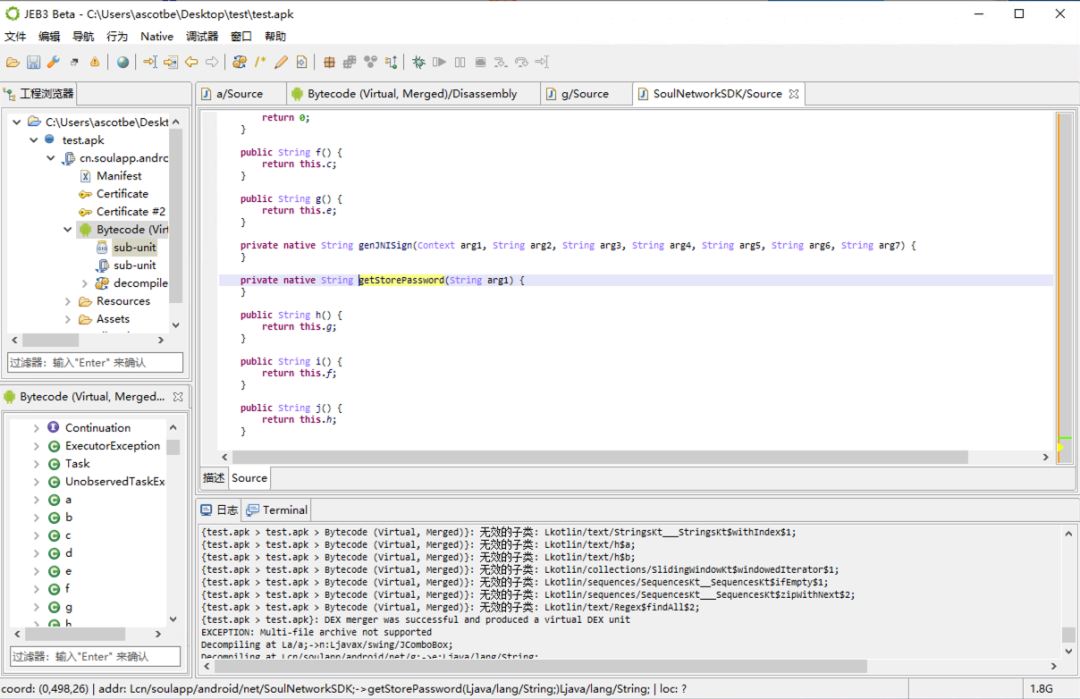 JEB3 Beta - C:\Users\ascotbe\Desktop\test\test.apk
文件 编辑 导航 行为 Native 调试器 窗口 帮助
工程浏览器
C:\Users\ascotbe\Deskt
test.apk
cn.soulapp.andrc
Manifest
Certificate
Certificate #2
Bytecode (Virt
sub-unit
sub-unit
decompile
Resources
Assets
过滤器: 输入"Enter" 来确认
Bytecode (Virtual, Merged...
Continuation
ExecutorException
Task
UnobservedTaskEx
a
b
c
d
e
f
g
h
过滤器: 输入"Enter" 来确认
a/Source
Bytecode (Virtual, Merged)/Disassembly
g/Source
SoulNetworkSDK/Source
return 0;
}
public String f() {
return this.c;
}
public String g() {
return this.e;
}
private native String genJNISign(Context arg1, String arg2, String arg3, String arg4, String arg5, String arg6, String arg7) {
}
private native String getStorePassword(String arg1) {
}
public String h() {
return this.g;
}
public String i() {
return this.f;
}
public String j() {
return this.h;
}
描述 Source
日志 Terminal
{test.apk > test.apk > Bytecode (Virtual, Merged)}: 无效的子类: Lkotlin/text/StringsKt___StringsKt$withIndex$1;
{test.apk > test.apk > Bytecode (Virtual, Merged)}: 无效的子类: Lkotlin/text/h$a;
{test.apk > test.apk > Bytecode (Virtual, Merged)}: 无效的子类: Lkotlin/text/h$b;
{test.apk > test.apk > Bytecode (Virtual, Merged)}: 无效的子类: Lkotlin/collections/SlidingWindowKt$windowedIterator$1;
{test.apk > test.apk > Bytecode (Virtual, Merged)}: 无效的子类: Lkotlin/sequences/SequencesKt__SequencesKt$ifEmpty$1;
{test.apk > test.apk > Bytecode (Virtual, Merged)}: 无效的子类: Lkotlin/sequences/SequencesKt___SequencesKt$zipWithNext$2;
{test.apk > test.apk > Bytecode (Virtual, Merged)}: 无效的子类: Lkotlin/text/Regex$findAll$2;
{test.apk > test.apk}: DEX merger was successful and produced a virtual DEX unit
EXCEPTION: Multi-file archive not supported
Decompiling at La/a;->n:Ljavax/swing/JComboBox;
Decompiling at Lcn/soulapp/android/net/g;->e:Ljava/lang/String;
coord: (0,498,26) | addr: Lcn/soulapp/android/net/SoulNetworkSDK;->getStorePassword(Ljava/lang/String;)Ljava/lang/String; | loc: ?
1.8G